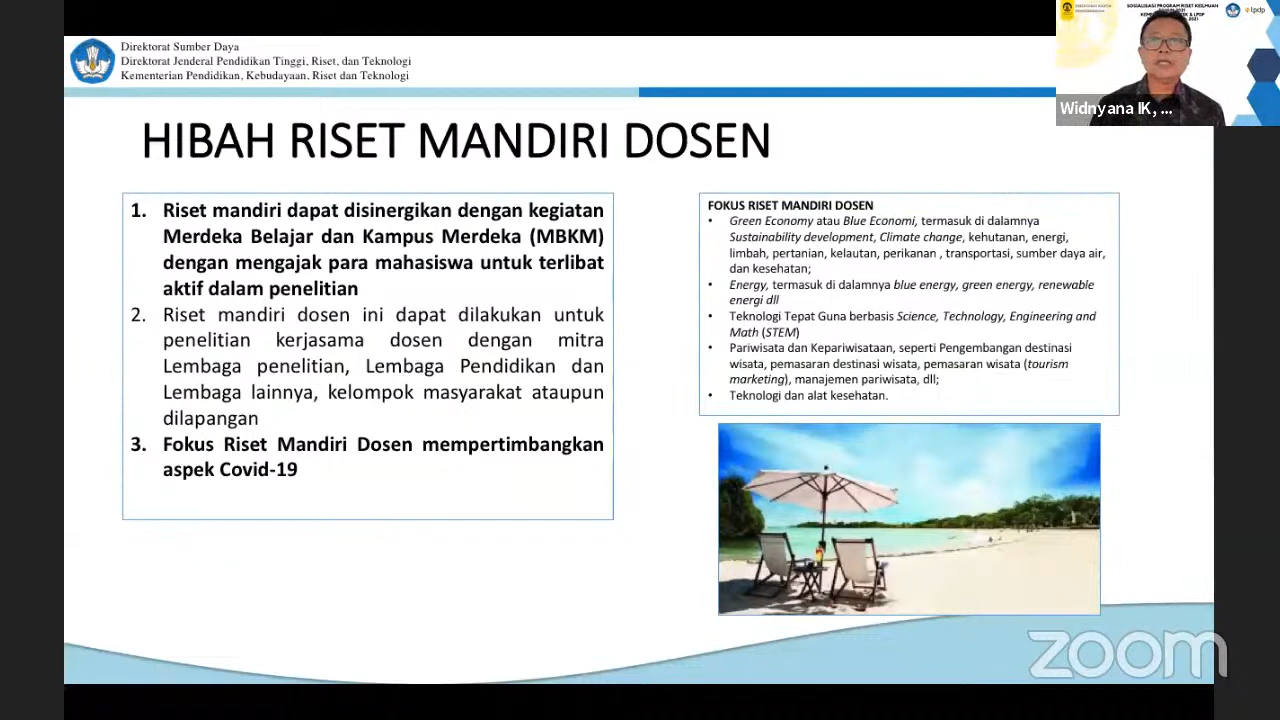 Direktorat Sumber Daya
Direktorat Jenderal Pendidikan Tinggi, Riset, dan Teknologi
Kementerian Pendidikan, Kebudayaan, Riset dan Teknologi
SOSIALISASI PROGRAM RISET KEILMUAN
lpdp
Widnyana IK, ...
HIBAH RISET MANDIRI DOSEN
1. Riset mandiri dapat disinergikan dengan kegiatan
Merdeka Belajar dan Kampus Merdeka (MBKM)
dengan mengajak para mahasiswa untuk terlibat
aktif dalam penelitian
2. Riset mandiri dosen ini dapat dilakukan untuk
penelitian kerjasama dosen dengan mitra
Lembaga penelitian, Lembaga Pendidikan dan
Lembaga lainnya, kelompok masyarakat ataupun
dilapangan
3. Fokus Riset Mandiri Dosen mempertimbangkan
aspek Covid-19
FOKUS RISET MANDIRI DOSEN
• Green Economy atau Blue Economi, termasuk di dalamnya
Sustainability development, Climate change, kehutanan, energi,
limbah, pertanian, kelautan, perikanan , transportasi, sumber daya air,
dan kesehatan;
• Energy, termasuk di dalamnya blue energy, green energy, renewable
energi dll
• Teknologi Tepat Guna berbasis Science, Technology, Engineering and
Math (STEM)
• Pariwisata dan Kepariwisataan, seperti Pengembangan destinasi
wisata, pemasaran destinasi wisata, pemasaran wisata (tourism
marketing), manajemen pariwisata, dll;
• Teknologi dan alat kesehatan.
zoom